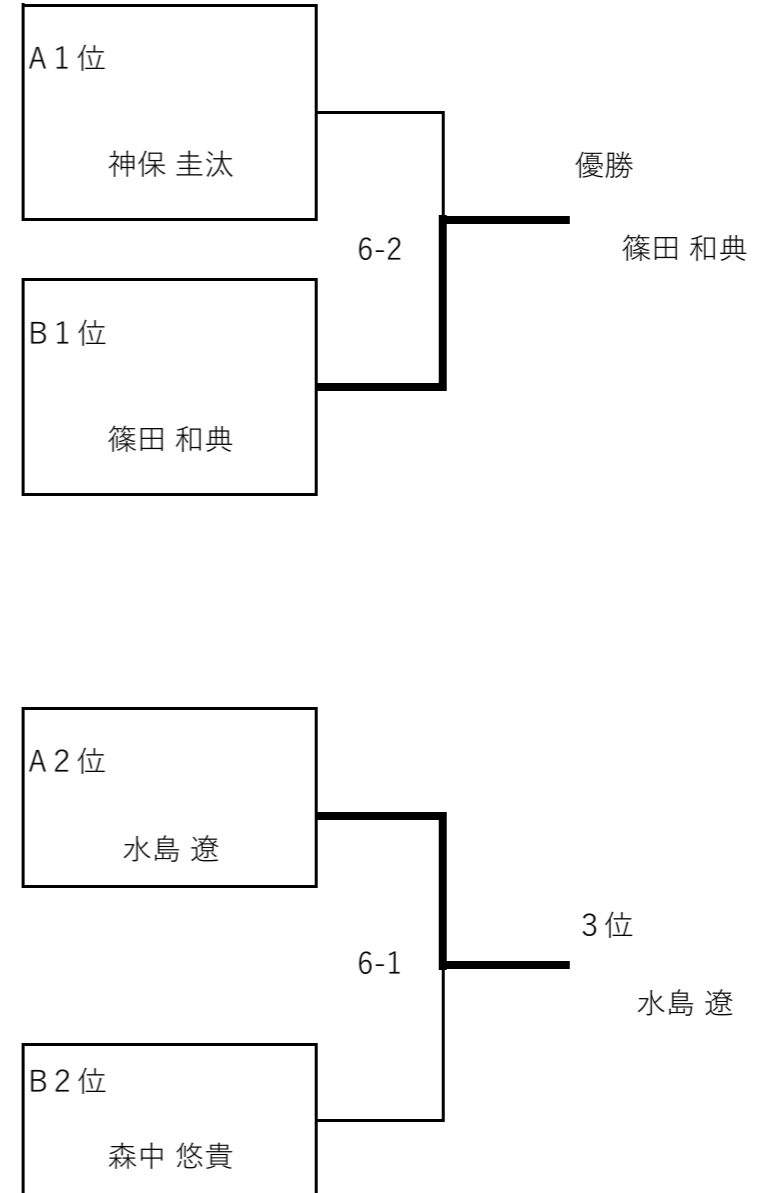 A１位
神保 圭汰
優勝
6-2
篠田 和典
B１位
篠田 和典
A２位
水島 遼
３位
6-1
水島 遼
B２位
森中 悠貴